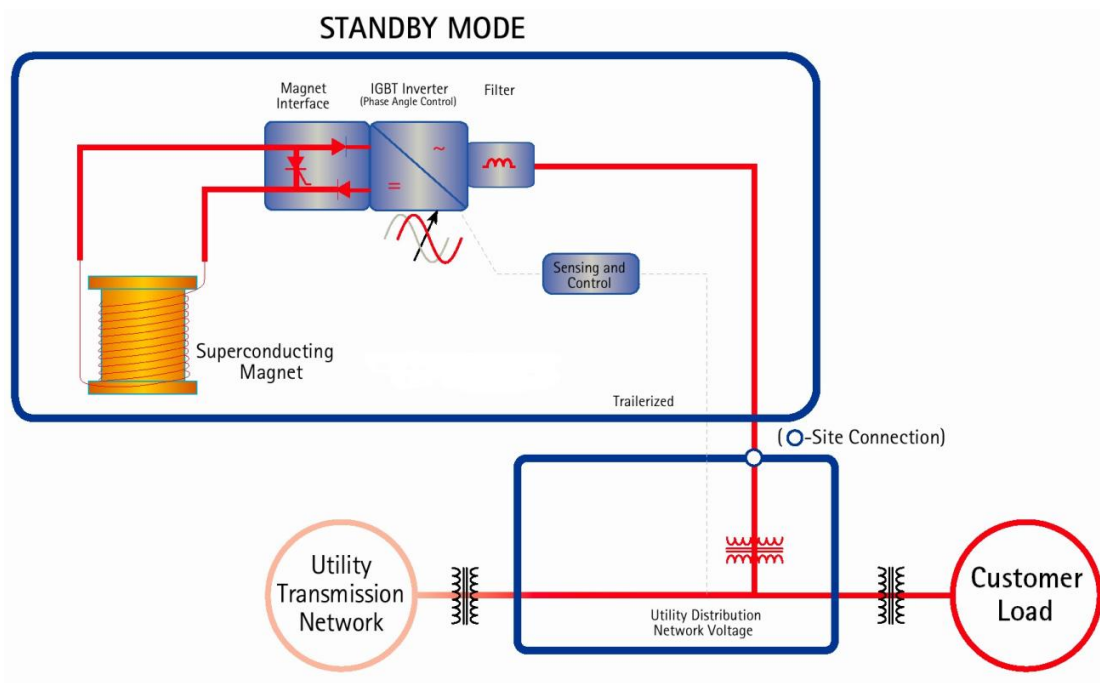 STANDBY MODE
Magnet
Interface
IGBT Inverter
(Phase Angle Control)
Filter
~
=
Sensing and
Control
Superconducting
Magnet
Trailerized
( O-Site Connection)
Utility
Transmission
Network
Utility Distribution
Network Voltage
Customer
Load